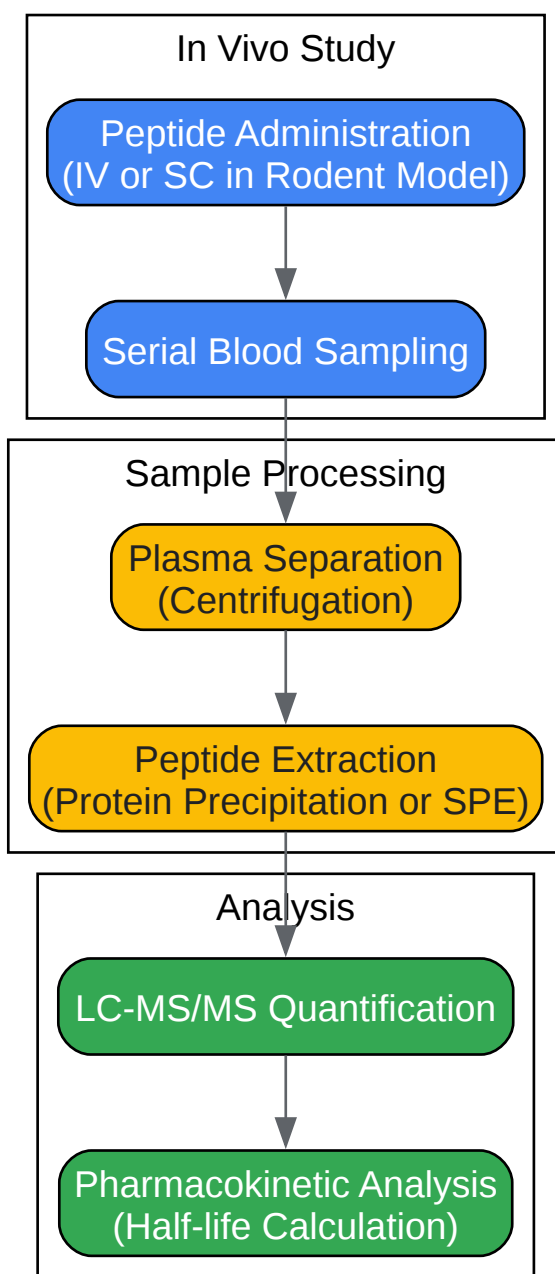 In Vivo Study
Peptide Administration
(IV or SC in Rodent Model)
Serial Blood Sampling
Sample Processing
Plasma Separation
(Centrifugation)
Peptide Extraction
(Protein Precipitation or SPE)
Analysis
LC-MS/MS Quantification
Pharmacokinetic Analysis
(Half-life Calculation)